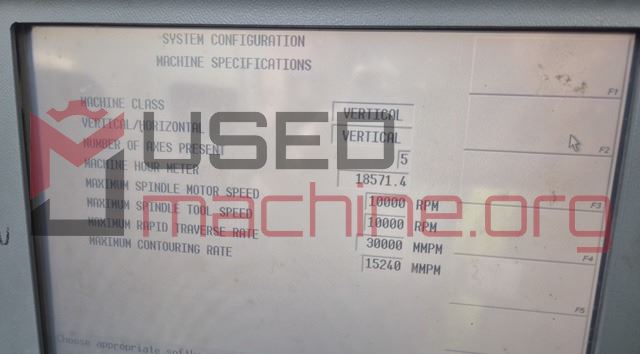 SYSTEM CONFIGURATION
MACHINE SPECIFICATIONS
MACHINE CLASS VERTICAL
VERTICAL/HORIZONTAL VERTICAL
NUMBER OF AXES PRESENT 5
MACHINE HOUR METER 18571.4
MAXIMUM SPINDLE MOTOR SPEED 10000 RPM
MAXIMUM SPINDLE TOOL SPEED 10000 RPM
MAXIMUM RAPID TRAVERSE RATE 30000 MMPM
MAXIMUM CONTOURING RATE 15240 MMPM
F1
F2
F3
F4
F5
USED
machine.org
Choose appropriate